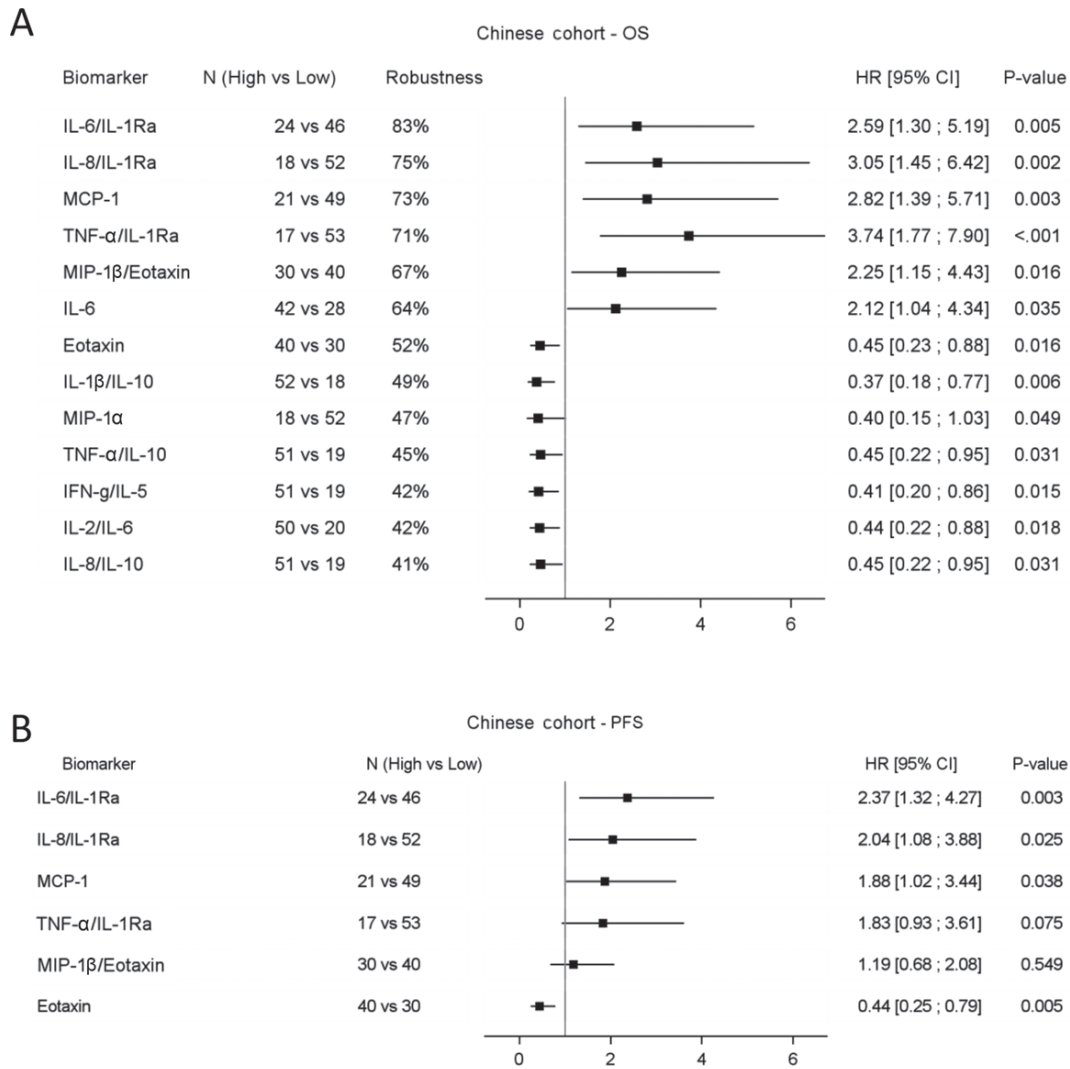 A
Chinese cohort - OS
Biomarker N (High vs Low) Robustness HR [95% CI] P-value
IL-6/IL-1Ra 24 vs 46 83% 2.59 [1.30 ; 5.19] 0.005
IL-8/IL-1Ra 18 vs 52 75% 3.05 [1.45 ; 6.42] 0.002
MCP-1 21 vs 49 73% 2.82 [1.39 ; 5.71] 0.003
TNF-α/IL-1Ra 17 vs 53 71% 3.74 [1.77 ; 7.90] <.001
MIP-1β/Eotaxin 30 vs 40 67% 2.25 [1.15 ; 4.43] 0.016
IL-6 42 vs 28 64% 2.12 [1.04 ; 4.34] 0.035
Eotaxin 40 vs 30 52% 0.45 [0.23 ; 0.88] 0.016
IL-1β/IL-10 52 vs 18 49% 0.37 [0.18 ; 0.77] 0.006
MIP-1α 18 vs 52 47% 0.40 [0.15 ; 1.03] 0.049
TNF-α/IL-10 51 vs 19 45% 0.45 [0.22 ; 0.95] 0.031
IFN-g/IL-5 51 vs 19 42% 0.41 [0.20 ; 0.86] 0.015
IL-2/IL-6 50 vs 20 42% 0.44 [0.22 ; 0.88] 0.018
IL-8/IL-10 51 vs 19 41% 0.45 [0.22 ; 0.95] 0.031
0 2 4 6
B
Chinese cohort - PFS
Biomarker N (High vs Low) HR [95% CI] P-value
IL-6/IL-1Ra 24 vs 46 2.37 [1.32 ; 4.27] 0.003
IL-8/IL-1Ra 18 vs 52 2.04 [1.08 ; 3.88] 0.025
MCP-1 21 vs 49 1.88 [1.02 ; 3.44] 0.038
TNF-α/IL-1Ra 17 vs 53 1.83 [0.93 ; 3.61] 0.075
MIP-1β/Eotaxin 30 vs 40 1.19 [0.68 ; 2.08] 0.549
Eotaxin 40 vs 30 0.44 [0.25 ; 0.79] 0.005
0 2 4 6